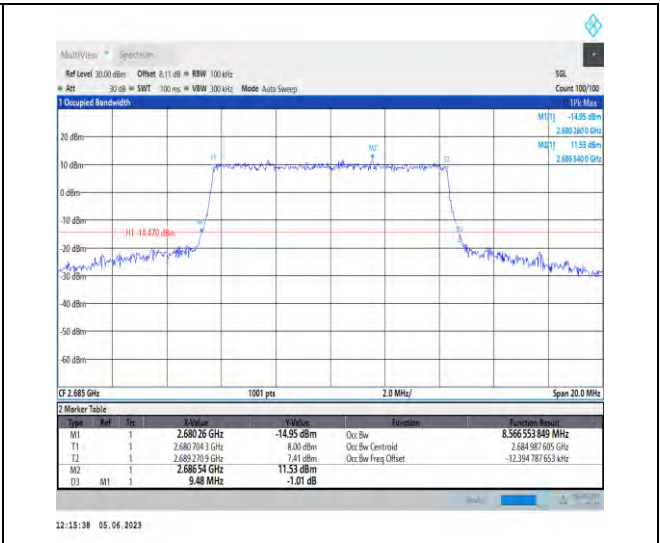 MultiView Spectrum
Ref Level 30.00 dBm Offset 8.11 dB RBW 100 kHz SGL
Att 30 dB SWT 100 ms VBW 300 kHz Mode Auto Sweep Count 100/100
1 Occupied Bandwidth 1Pk Max
M1[1] -14.95 dBm
2.680 260 0 GHz
M2[1] 11.53 dBm
2.686 540 0 GHz
20 dBm
M2
T1 T2
10 dBm
0 dBm
-10 dBm
M1
H1 -14.470 dBm
D3
-20 dBm
-30 dBm
-40 dBm
-50 dBm
-60 dBm
CF 2.685 GHz 1001 pts 2.0 MHz/ Span 20.0 MHz
2 Marker Table
Type Ref Trc X-Value Y-Value Function Function Result
M1 1 2.680 26 GHz -14.95 dBm Occ Bw 8.566 553 849 MHz
T1 1 2.680 704 3 GHz 8.00 dBm Occ Bw Centroid 2.684 987 605 GHz
T2 1 2.689 270 9 GHz 7.41 dBm Occ Bw Freq Offset -12.394 787 653 kHz
M2 1 2.686 54 GHz 11.53 dBm
D3 M1 1 9.48 MHz -1.01 dB
12:15:38 05.06.2023